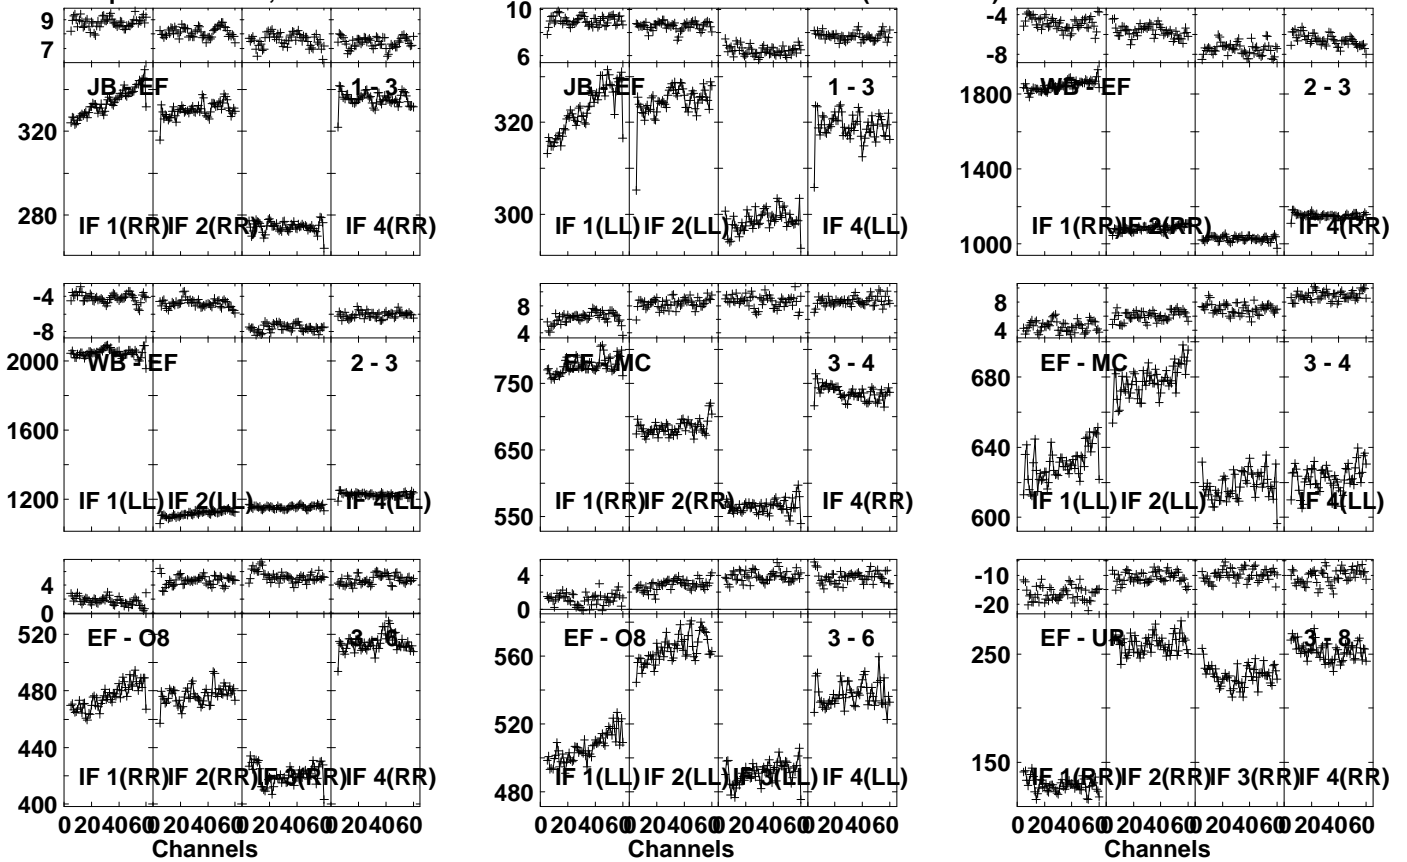 9
7
JB - EF
1 - 3
320
280
IF 1(RR)
IF 2(RR)
IF 4(RR)
10
6
JB - EF
1 - 3
320
300
IF 1(LL)
IF 2(LL)
IF 4(LL)
-4
-8
WB - EF
2 - 3
1800
1400
1000
IF 1(RR)
IF 2(RR)
IF 4(RR)
-4
-8
WB - EF
2 - 3
2000
1600
1200
IF 1(LL)
IF 2(LL)
IF 4(LL)
8
4
EF - MC
3 - 4
750
650
550
IF 1(RR)
IF 2(RR)
IF 4(RR)
8
4
EF - MC
3 - 4
680
640
600
IF 1(LL)
IF 2(LL)
IF 4(LL)
4
0
EF - O8
3 - 6
520
480
440
400
IF 1(RR)
IF 2(RR)
IF 3(RR)
IF 4(RR)
0 204060 0 204060 0 204060 0 204060
Channels
4
0
EF - O8
3 - 6
560
520
480
IF 1(LL)
IF 2(LL)
IF 3(LL)
IF 4(LL)
0 204060 0 204060 0 204060 0 204060
Channels
-10
-20
EF - UR
3 - 8
250
150
IF 1(RR)
IF 2(RR)
IF 3(RR)
IF 4(RR)
0 204060 0 204060 0 204060 0 204060
Channels